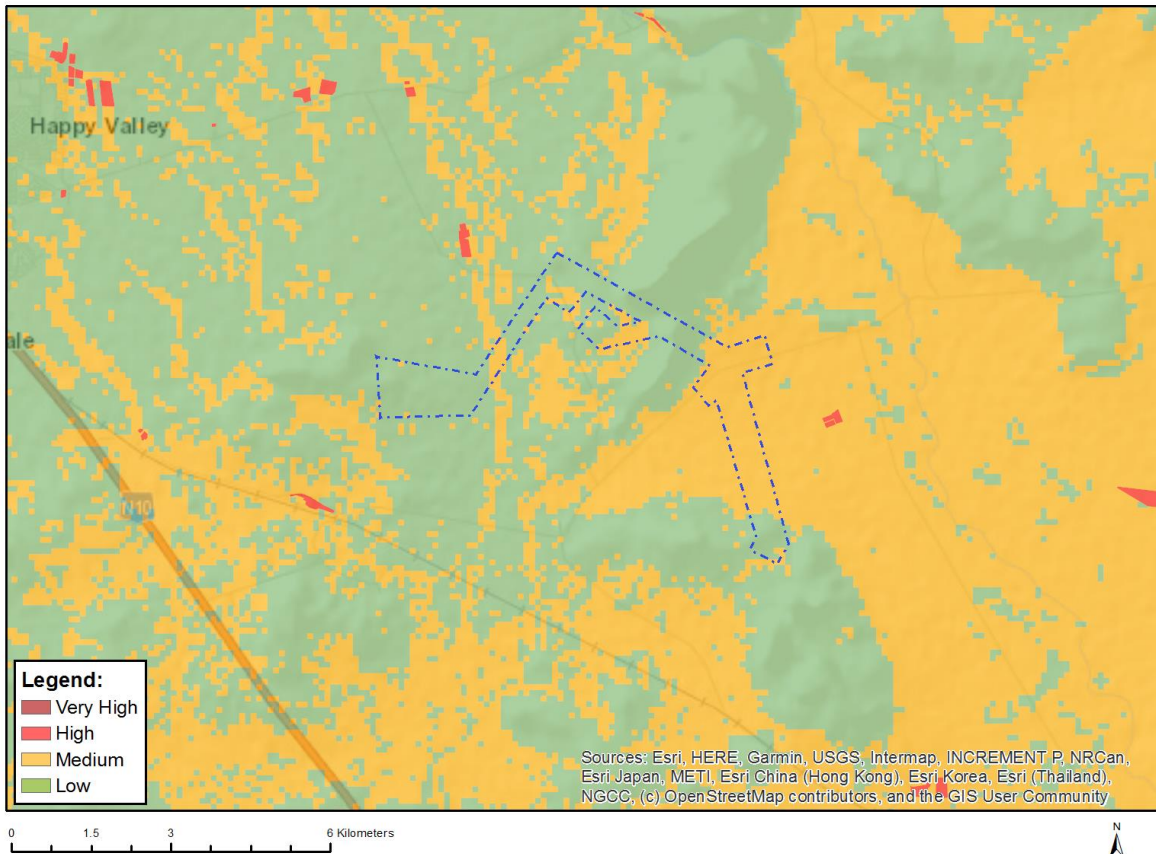 Happy Valley
ale
N10
Legend:
Very High
High
Medium
Low
Sources: Esri, HERE, Garmin, USGS, Intermap, INCREMENT P, NRCan,
Esri Japan, METI, Esri China (Hong Kong), Esri Korea, Esri (Thailand),
NGCC, (c) OpenStreetMap contributors, and the GIS User Community
0 1.5 3 6 Kilometers
N